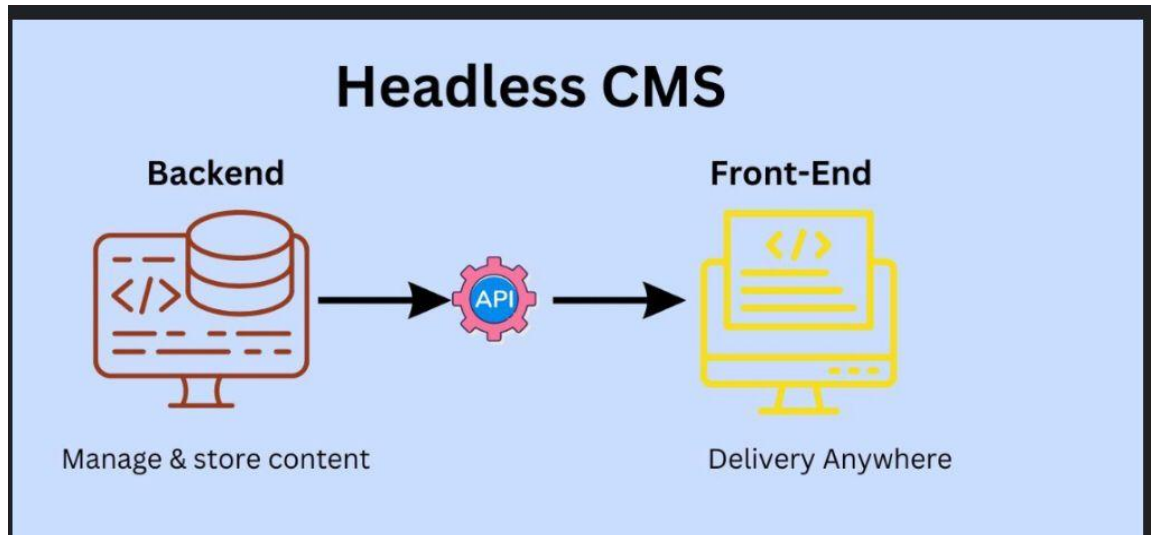 Headless CMS
Backend
Front-End
</>
API
</>
Manage & store content
Delivery Anywhere